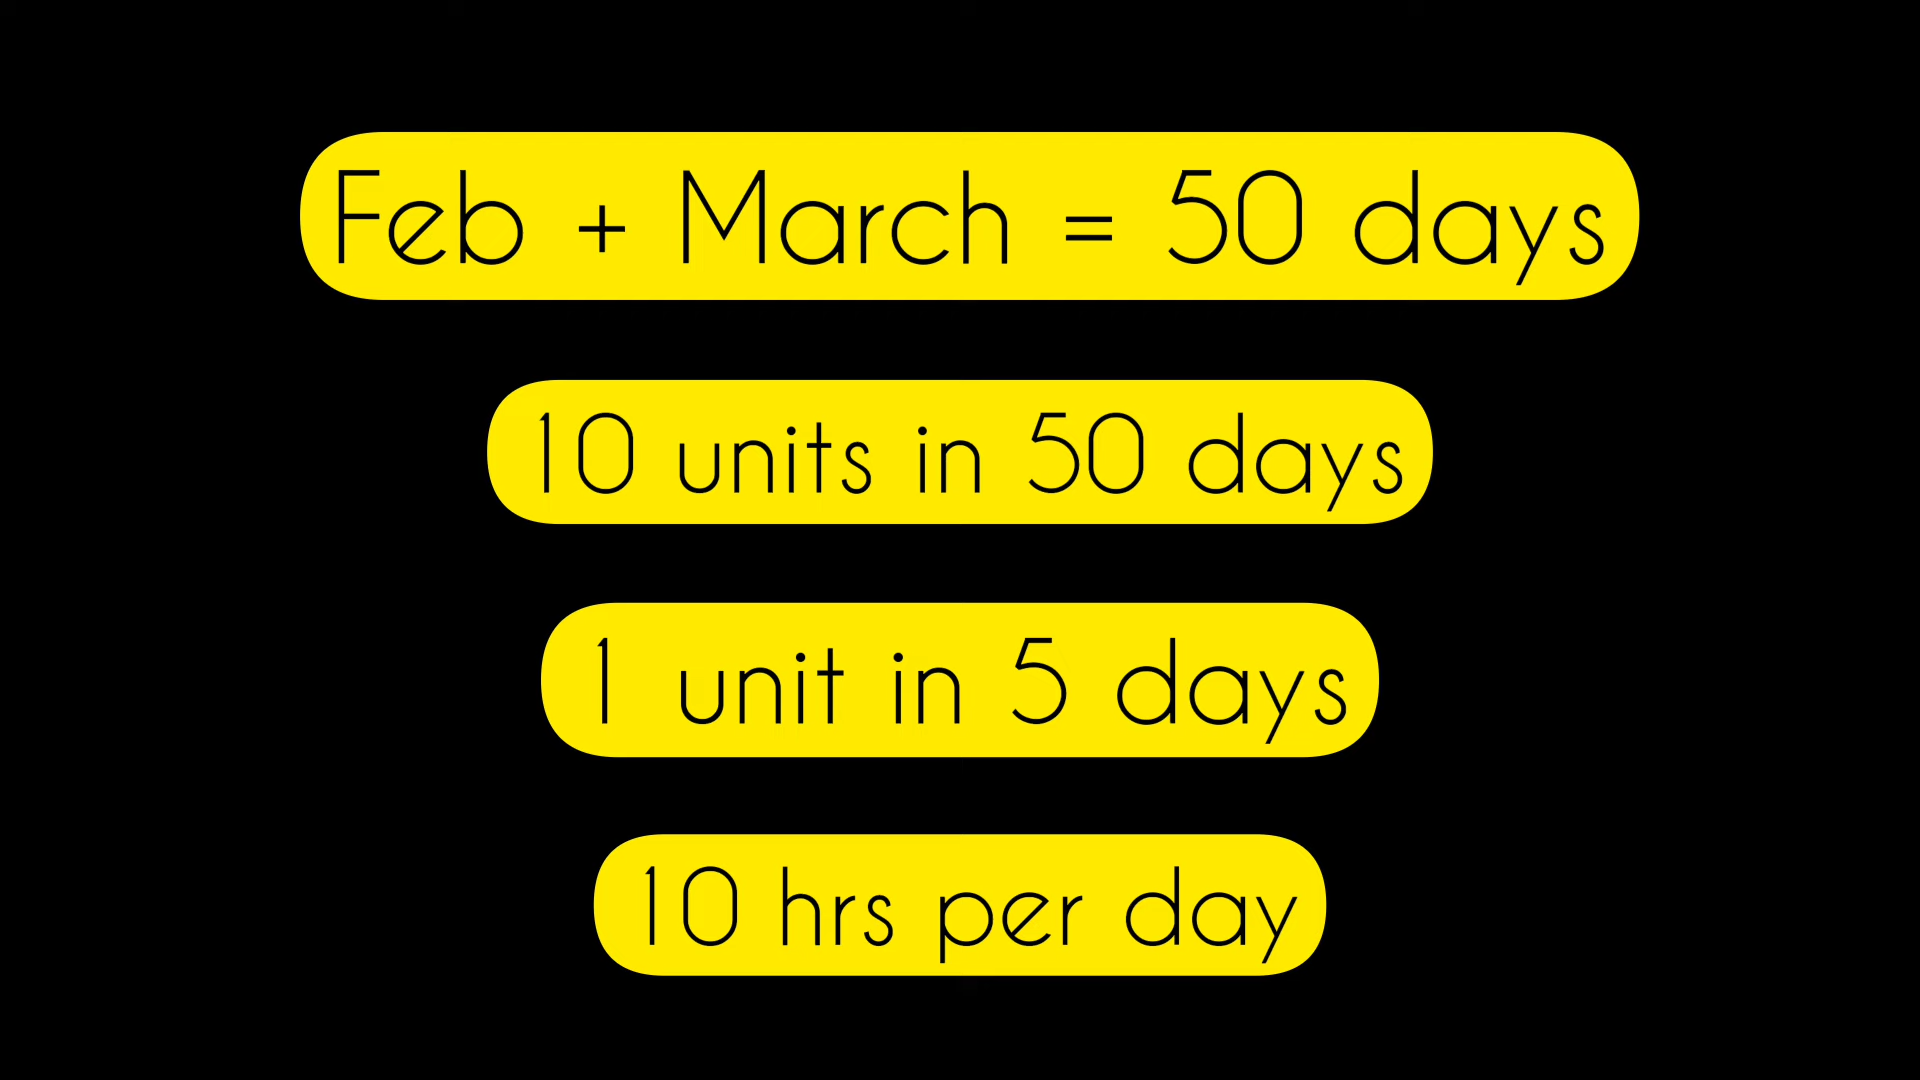 Feb + March = 50 days
10 units in 50 days
1 unit in 5 days
10 hrs per day